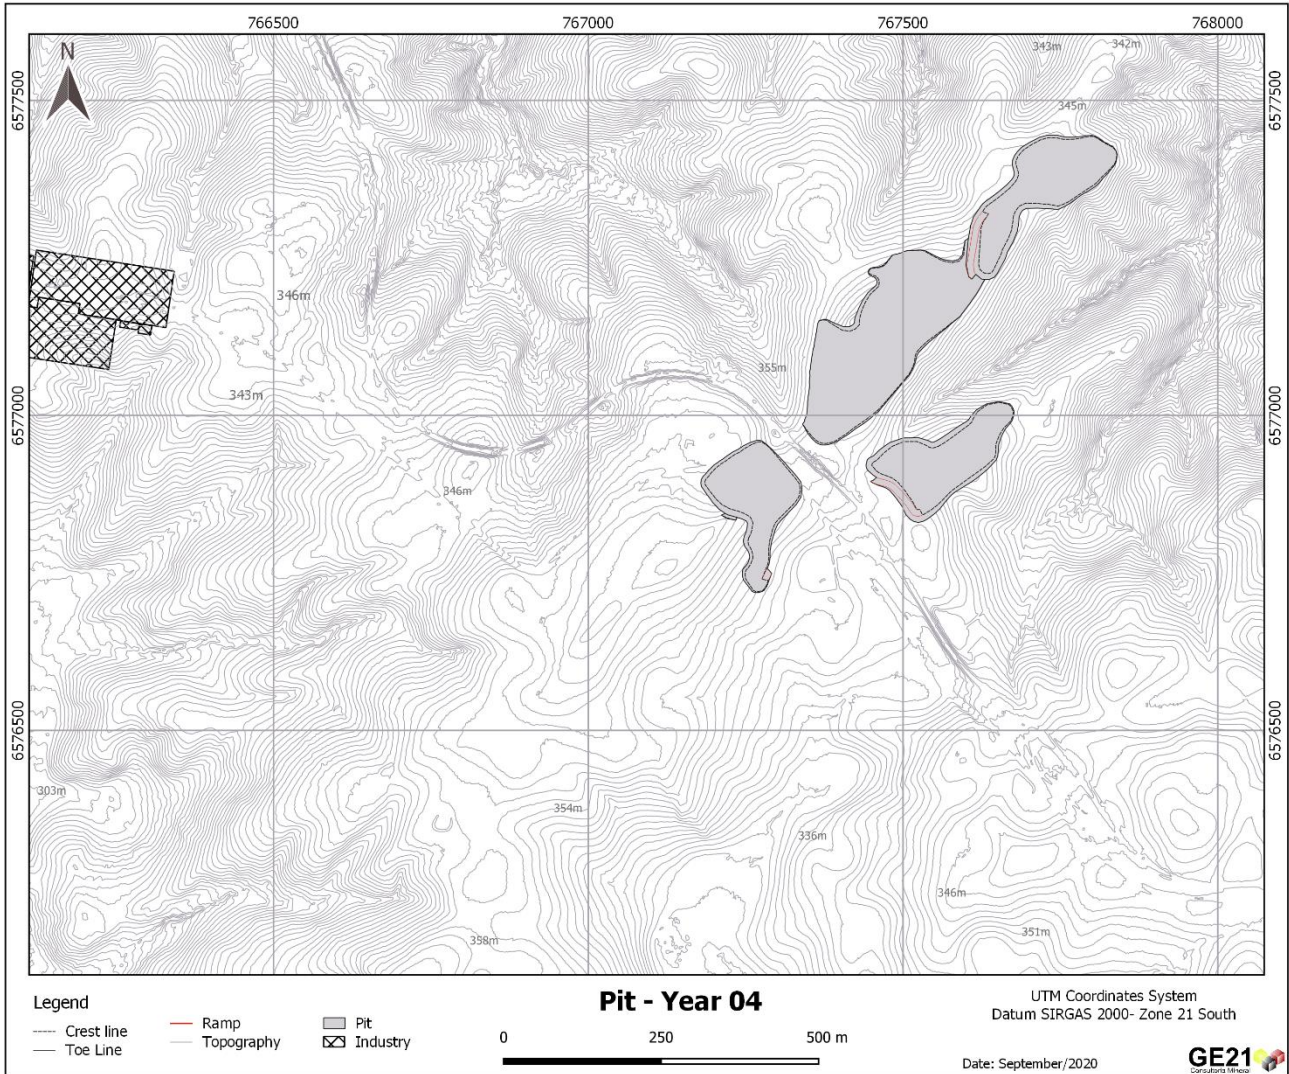 766500
767000
767500
768000
N
343m
342m
6577500
6577500
345m
346m
355m
343m
6577000
6577000
346m
6576500
6576500
303m
354m
336m
346m
351m
358m
Legend
Crest line
Toe Line
Ramp
Topography
Pit
Industry
Pit - Year 04
0
250
500 m
UTM Coordinates System
Datum SIRGAS 2000- Zone 21 South
Date: September/2020
GE21
Consultoria Mineral